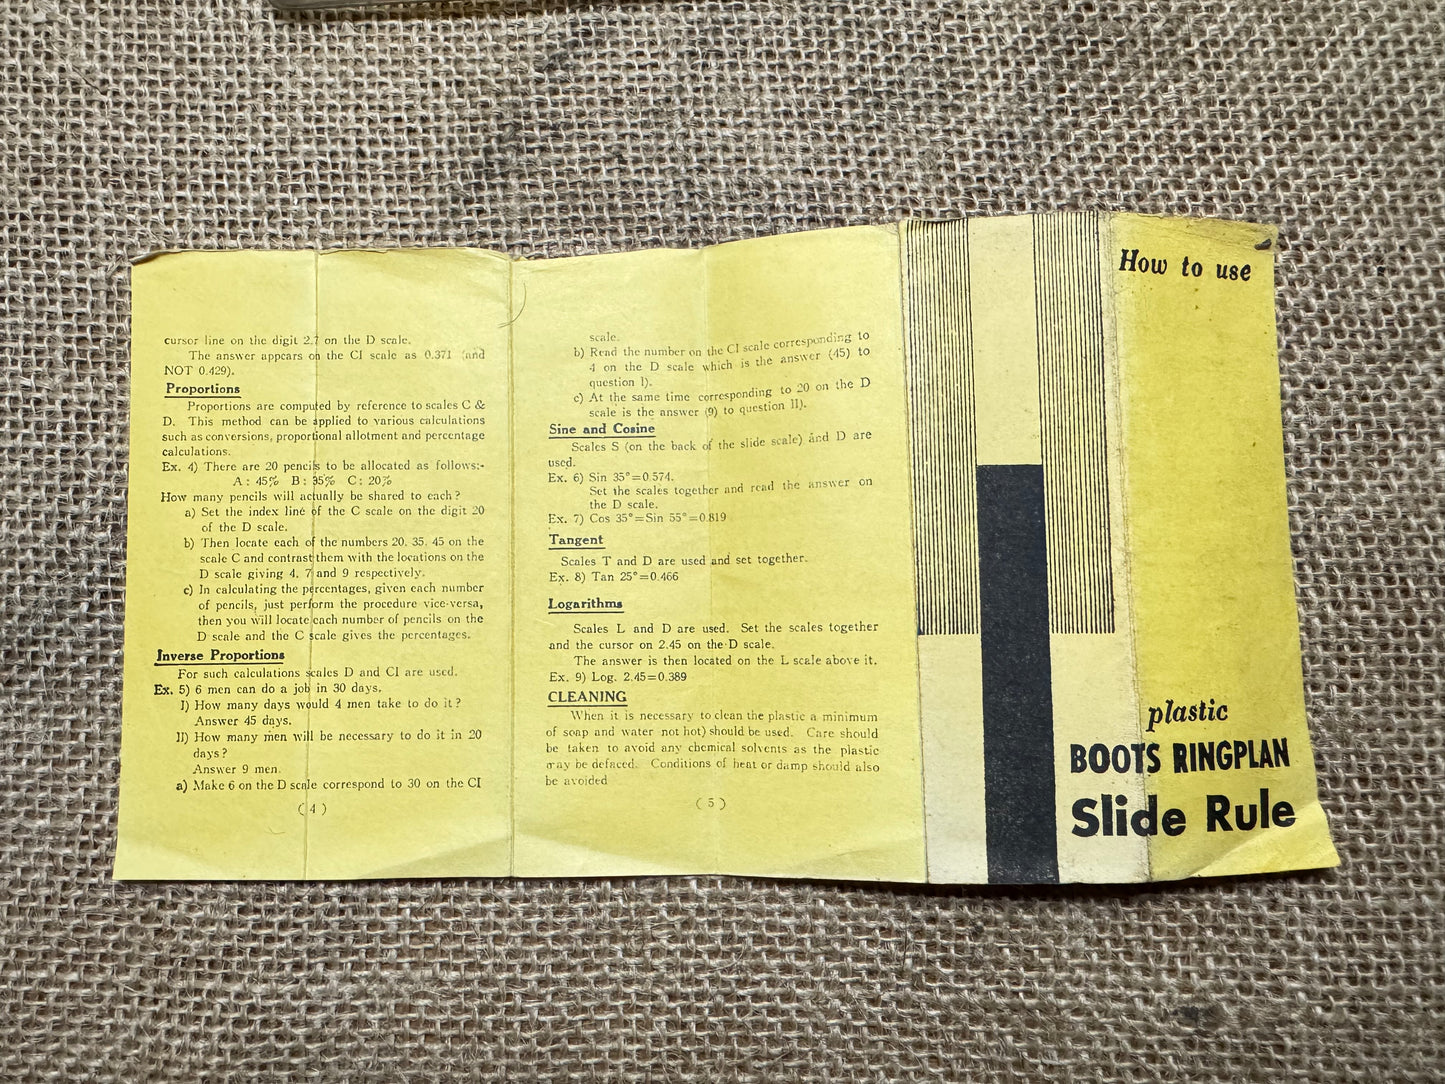 cursor line on the digit 2.7 on the D scale.
The answer appears on the CI scale as 0.371 (and
NOT 0.429).
Proportions
Proportions are computed by reference to scales C &
D. This method can be applied to various calculations
such as conversions, proportional allotment and percentage
calculations.
Ex. 4) There are 20 pencils to be allocated as follows:-
A: 45% B: 35% C: 20%
How many pencils will actually be shared to each?
a) Set the index line of the C scale on the digit 20
of the D scale.
b) Then locate each of the numbers 20, 35, 45 on the
scale C and contrast them with the locations on the
D scale giving 4, 7 and 9 respectively.
c) In calculating the percentages, given each number
of pencils, just perform the procedure vice-versa,
then you will locate each number of pencils on the
D scale and the C scale gives the percentages.
Inverse Proportions
For such calculations scales D and CI are used.
Ex. 5) 6 men can do a job in 30 days.
I) How many days would 4 men take to do it?
Answer 45 days.
II) How many men will be necessary to do it in 20
days?
Answer 9 men.
a) Make 6 on the D scale correspond to 30 on the CI
(4)
scale.
b) Read the number on the CI scale corresponding to
4 on the D scale which is the answer (45) to
question I).
c) At the same time corresponding to 20 on the D
scale is the answer (9) to question II).
Sine and Cosine
Scales S (on the back of the slide scale) and D are
used.
Ex. 6) Sin 35°=0.574.
Set the scales together and read the answer on
the D scale.
Ex. 7) Cos 35°=Sin 55°=0.819
Tangent
Scales T and D are used and set together.
Ex. 8) Tan 25°=0.466
Logarithms
Scales L and D are used. Set the scales together
and the cursor on 2.45 on the D scale.
The answer is then located on the L scale above it.
Ex. 9) Log. 2.45=0.389
CLEANING
When it is necessary to clean the plastic a minimum
of soap and water not hot) should be used. Care should
be taken to avoid any chemical solvents as the plastic
may be defaced. Conditions of heat or damp should also
be avoided
(5)
How to use
plastic
BOOTS RINGPLAN
Slide Rule